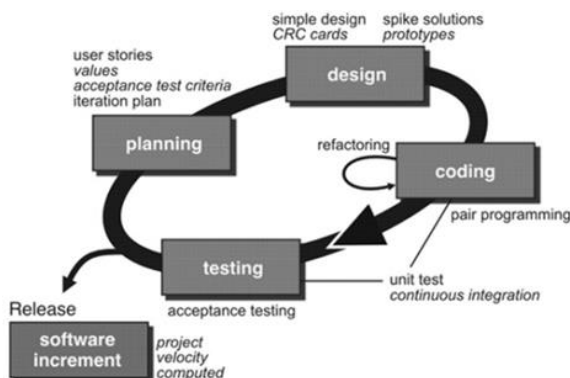 simple design
CRC cards
spike solutions
prototypes
design
user stories
values
acceptance test criteria
iteration plan
planning
refactoring
coding
pair programming
testing
unit test
continuous integration
acceptance testing
Release
software
increment
project
velocity
computed